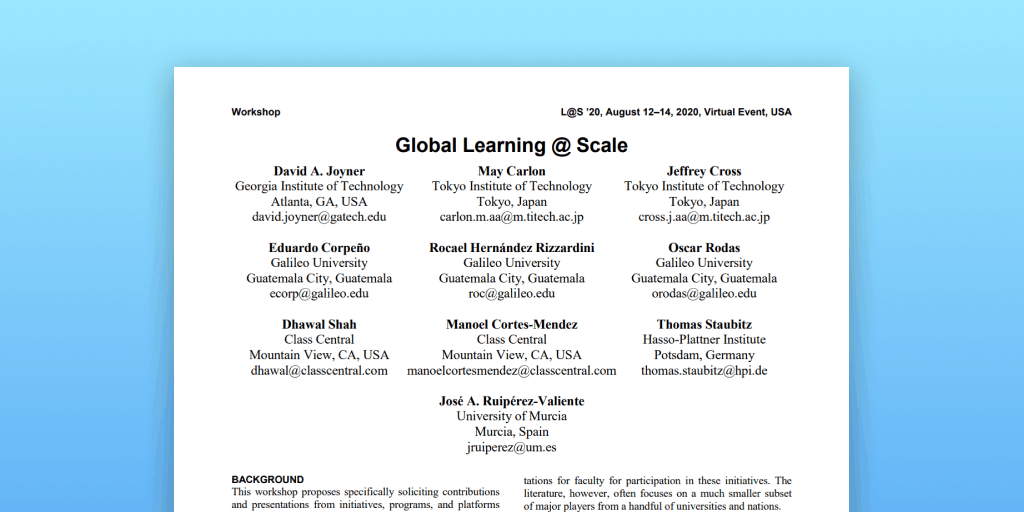 Workshop
L@S '20, August 12–14, 2020, Virtual Event, USA
Global Learning @ Scale
David A. Joyner
Georgia Institute of Technology
Atlanta, GA, USA
david.joyner@gatech.edu
May Carlon
Tokyo Institute of Technology
Tokyo, Japan
carlon.m.aa@m.titech.ac.jp
Jeffrey Cross
Tokyo Institute of Technology
Tokyo, Japan
cross.j.aa@m.titech.ac.jp
Eduardo Corpeño
Galileo University
Guatemala City, Guatemala
ecorp@galileo.edu
Rocael Hernández Rizzardini
Galileo University
Guatemala City, Guatemala
roc@galileo.edu
Oscar Rodas
Galileo University
Guatemala City, Guatemala
orodas@galileo.edu
Dhawal Shah
Class Central
Mountain View, CA, USA
dhawal@classcentral.com
Manoel Cortes-Mendez
Class Central
Mountain View, CA, USA
manoelcortesmendez@classcentral.com
Thomas Staubitz
Hasso-Plattner Institute
Potsdam, Germany
thomas.staubitz@hpi.de
José A. Ruipérez-Valiente
University of Murcia
Murcia, Spain
jruiperez@um.es
BACKGROUND
This workshop proposes specifically soliciting contributions
and presentations from initiatives, programs, and platforms
tations for faculty for participation in these initiatives. The
literature, however, often focuses on a much smaller subset
of major players from a handful of universities and nations.